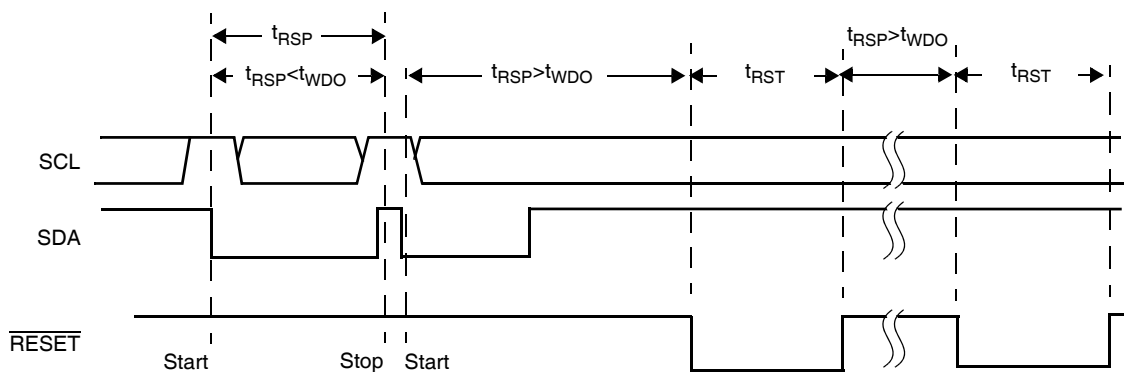 tRSP
tRSP<tWDO
tRSP>tWDO
tRST
tRSP>tWDO
tRST
SCL
SDA
RESET
Start
Stop
Start